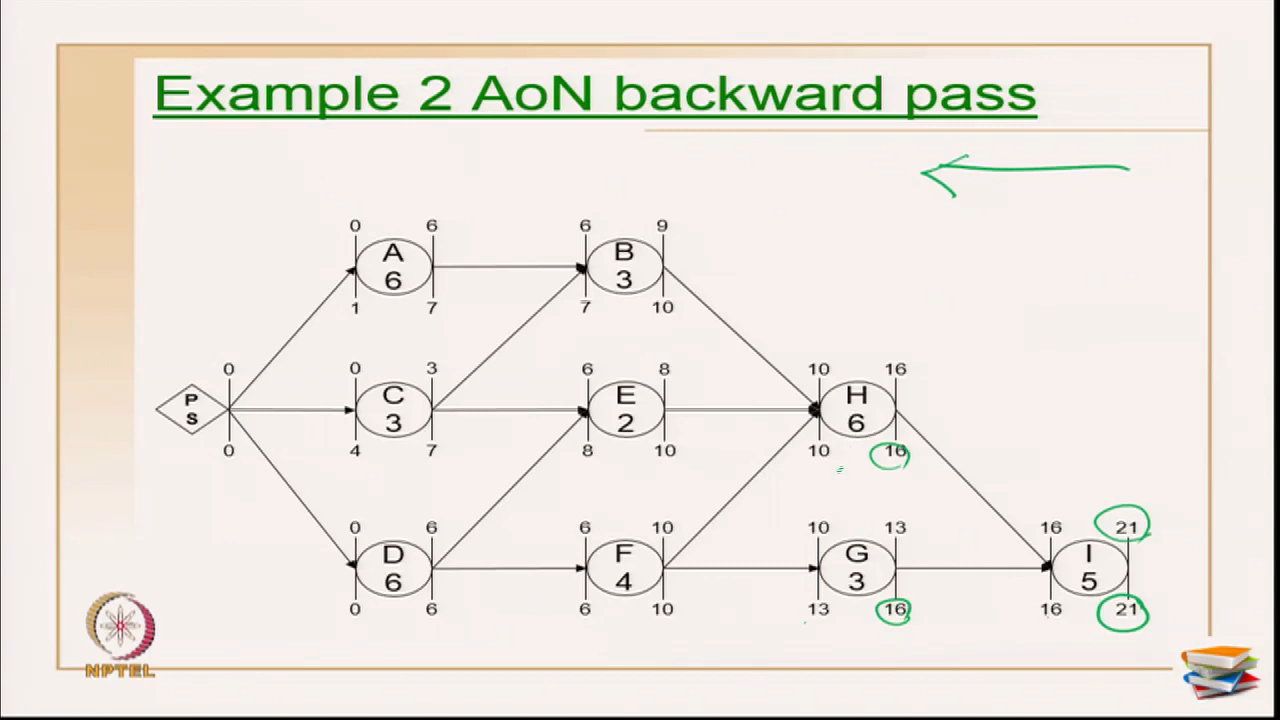 Example 2 AoN backward pass
0 6 6 9
A B
6 3
1 7 7 10
0 0 3 6 8 10 16
P S C E H
3 2 6
0 4 7 8 10 10 16
0 6 6 10 10 13 16 21
D F G I
6 4 3 5
0 6 6 10 13 16 16 21
NPTEL